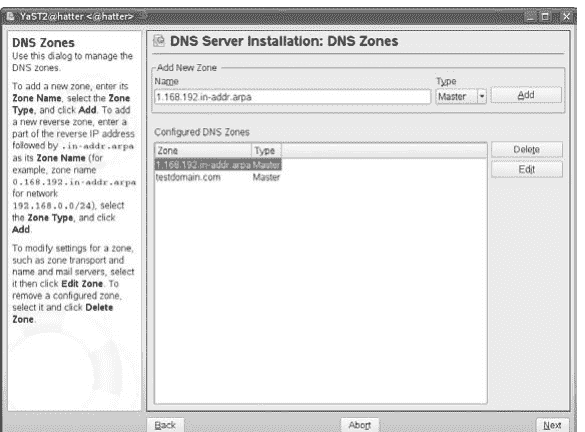 YaST2@hatter <@hatter>
DNS Zones
Use this dialog to manage the
DNS zones.
To add a new zone, enter its
Zone Name, select the Zone
Type, and click Add. To add
a new reverse zone, enter a
part of the reverse IP address
followed by .in-addr.arpa
as its Zone Name (for
example, zone name
0.168.192.in-addr.arpa
for network
192.168.0.0/24), select
the Zone Type, and click
Add.
To modify settings for a zone,
such as zone transport and
name and mail servers, select
it then click Edit Zone. To
remove a configured zone,
select it and click Delete
Zone.
DNS Server Installation: DNS Zones
Add New Zone
Name Type
1.168.192.in-addr.arpa Master Add
Configured DNS Zones
Zone Type
1.168.192.in-addr.arpa Master
testdomain.com Master
Delete
Edit
Back Abort Next